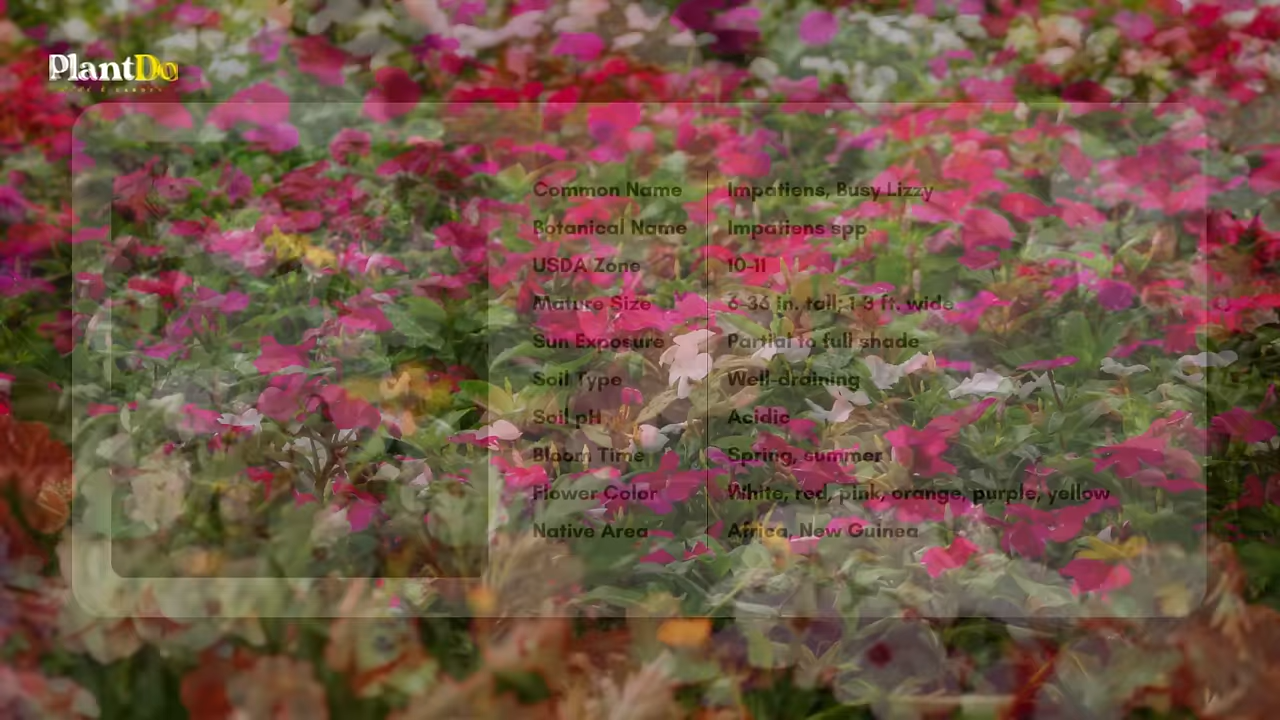 PlantDo
Common Name Impatiens, Busy Lizzy
Botanical Name Impatiens spp
USDA Zone 10-11
Mature Size 6-36 in. tall; 1-3 ft. wide
Sun Exposure Partial to full shade
Soil Type Well-draining
Soil pH Acidic
Bloom Time Spring, summer
Flower Color White, red, pink, orange, purple, yellow
Native Area Africa, New Guinea